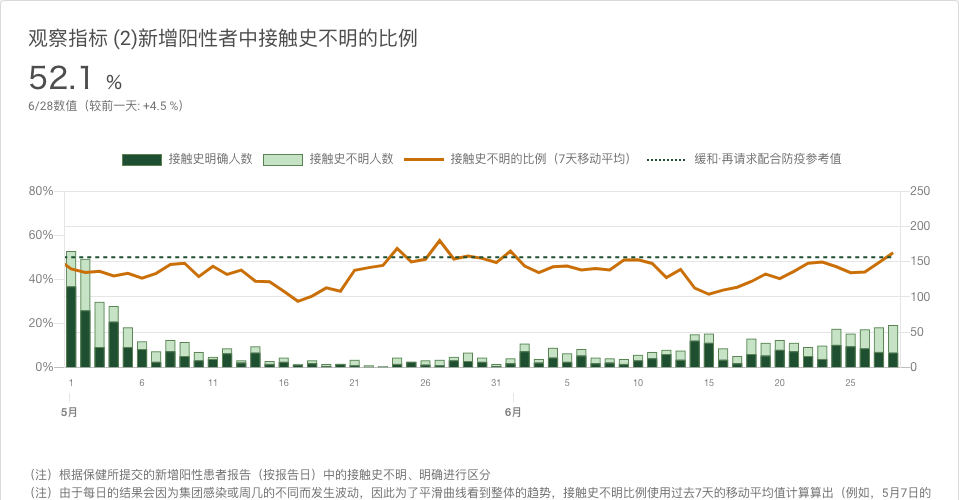 观察指标 (2)新增阳性者中接触史不明的比例
52.1 %
6/28数值（较前一天: +4.5 %）
接触史明确人数 接触史不明人数 接触史不明的比例（7天移动平均） 缓和·再请求配合防疫参考值
80% 250
200
60%
150
40%
100
20%
50
0% 0
1 6 11 16 21 26 31 5 10 15 20 25
5月 6月
（注）根据保健所提交的新增阳性患者报告（按报告日）中的接触史不明、明确进行区分
（注）由于每日的结果会因为集团感染或周几的不同而发生波动，因此为了平滑曲线看到整体的趋势，接触史不明比例使用过去7天的移动平均值计算算出（例如，5月7日的